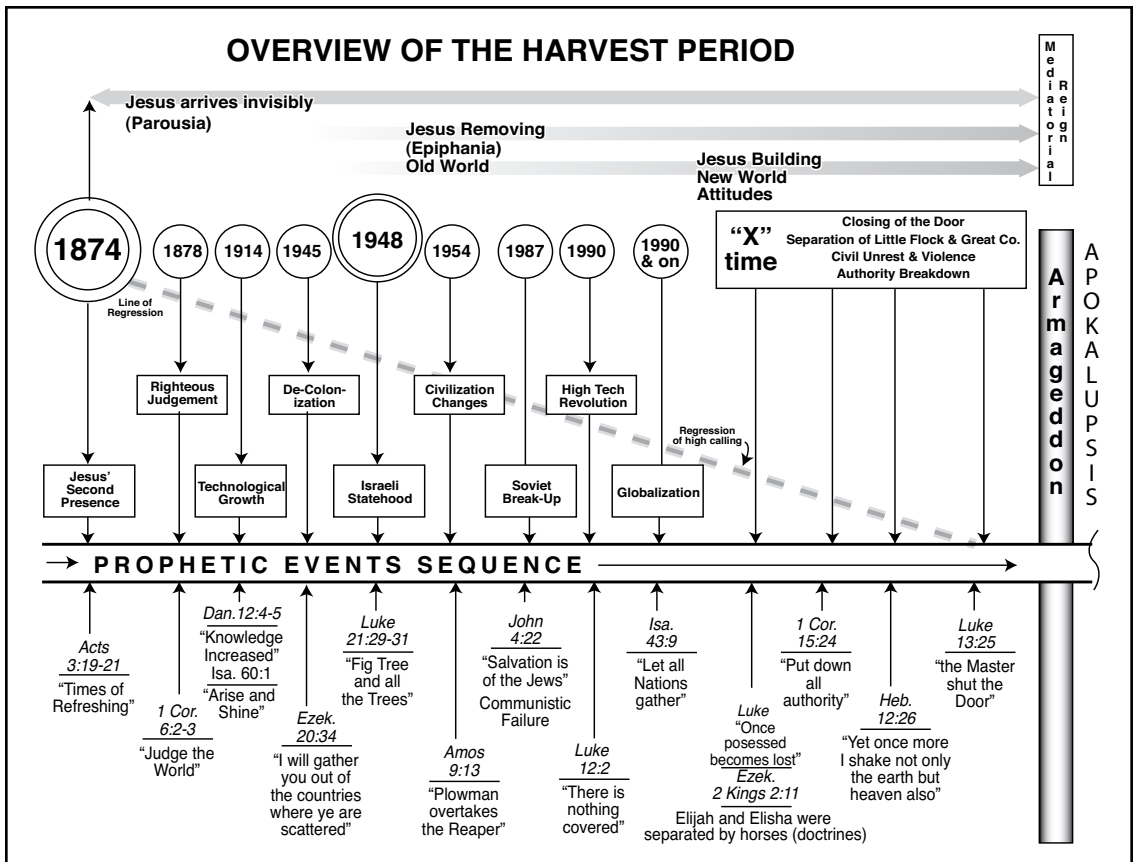 OVERVIEW OF THE HARVEST PERIOD
Mediatorial
Reign
Jesus arrives invisibly
(Parousia)
Jesus Removing
(Epiphania)
Old World
Jesus Building
New World
Attitudes
1874
1878
1914
1945
1948
1954
1987
1990
1990
& on
“X”
time
Closing of the Door
Separation of Little Flock & Great Co.
Civil Unrest & Violence
Authority Breakdown
Armageddon
APOKALUPSIS
Line of
Regression
Righteous
Judgement
De-Colon-
ization
Civilization
Changes
High Tech
Revolution
Regression
of high calling
Jesus’
Second
Presence
Technological
Growth
Israeli
Statehood
Soviet
Break-Up
Globalization
PROPHETIC EVENTS SEQUENCE
Acts
3:19-21
“Times of
Refreshing”
1 Cor.
6:2-3
“Judge the
World”
Dan.12:4-5
“Knowledge
Increased”
Isa. 60:1
“Arise and
Shine”
Ezek.
20:34
“I will gather
you out of
the countries
where ye are
scattered”
Luke
21:29-31
“Fig Tree
and all
the Trees”
Amos
9:13
“Plowman
overtakes
the Reaper”
John
4:22
“Salvation is
of the Jews”
Communistic
Failure
Luke
12:2
“There is
nothing
covered”
Isa.
43:9
“Let all
Nations
gather”
Luke
“Once
posessed
becomes lost”
Ezek.
2 Kings 2:11
Elijah and Elisha were
separated by horses (doctrines)
1 Cor.
15:24
“Put down
all
authority”
Heb.
12:26
“Yet once more
I shake not only
the earth but
heaven also”
Luke
13:25
“the Master
shut the
Door”